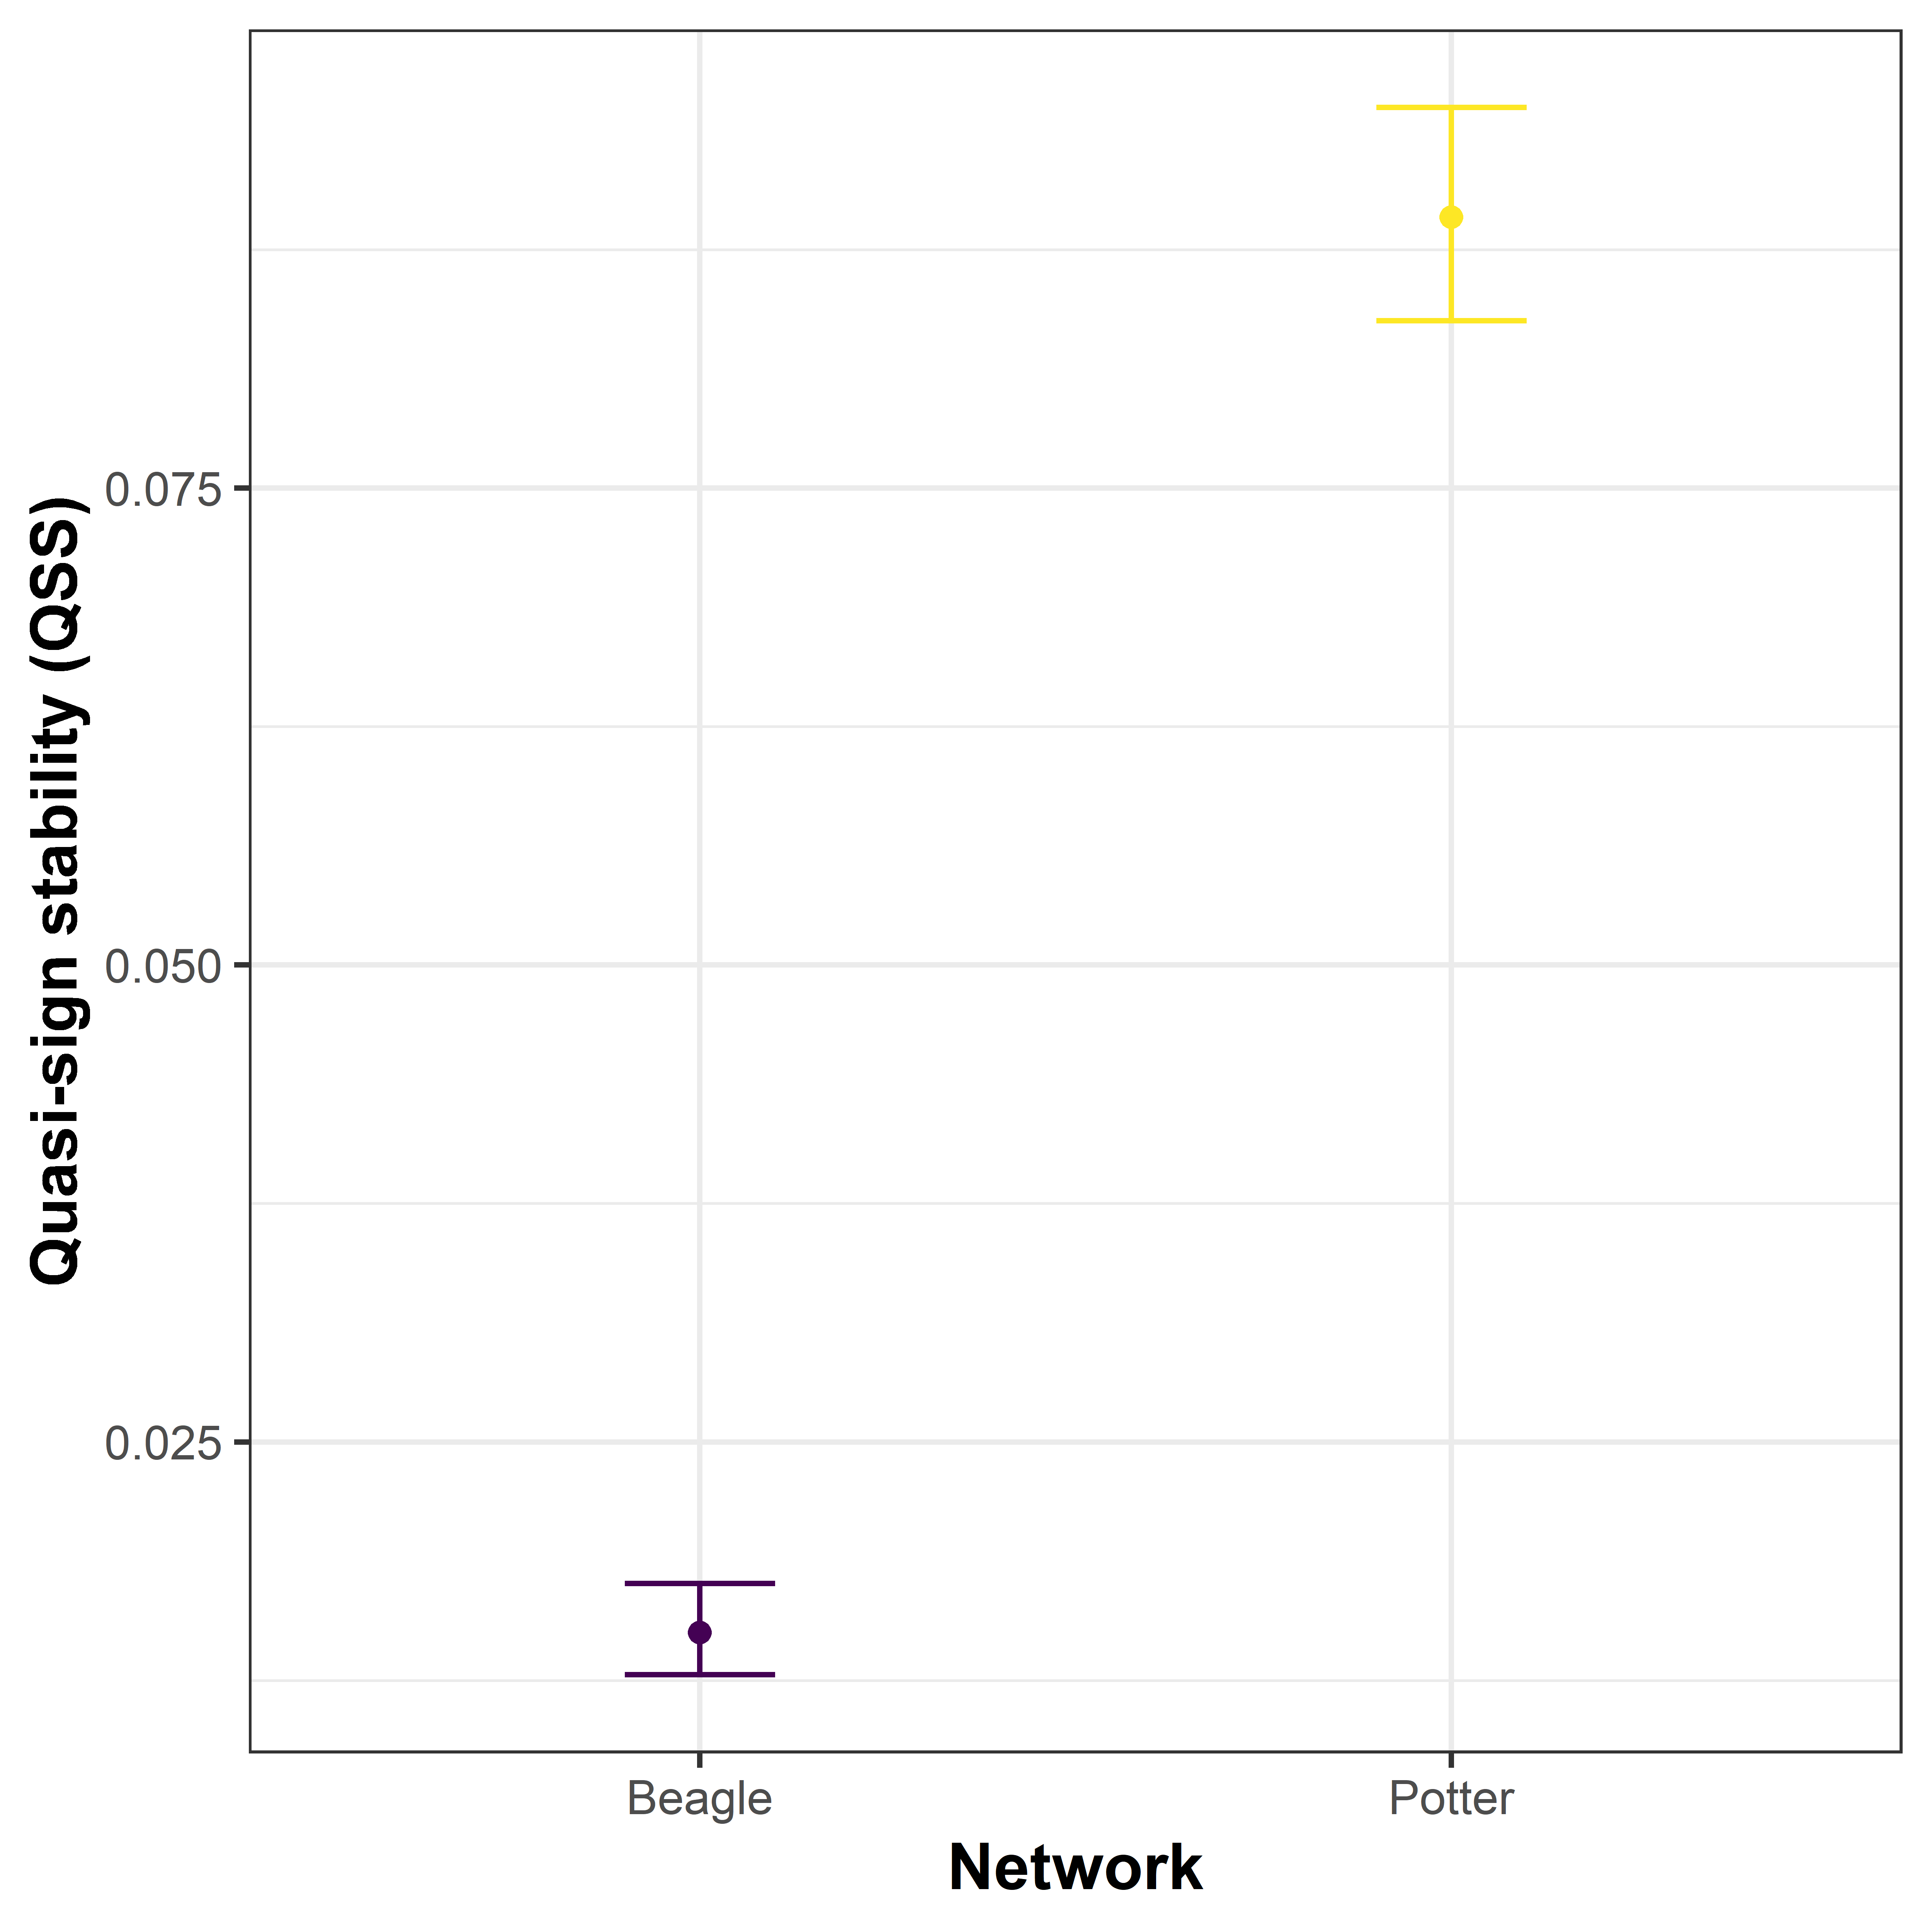 Quasi-sign stability (QSS)
0.075
0.050
0.025
Beagle Potter
Network